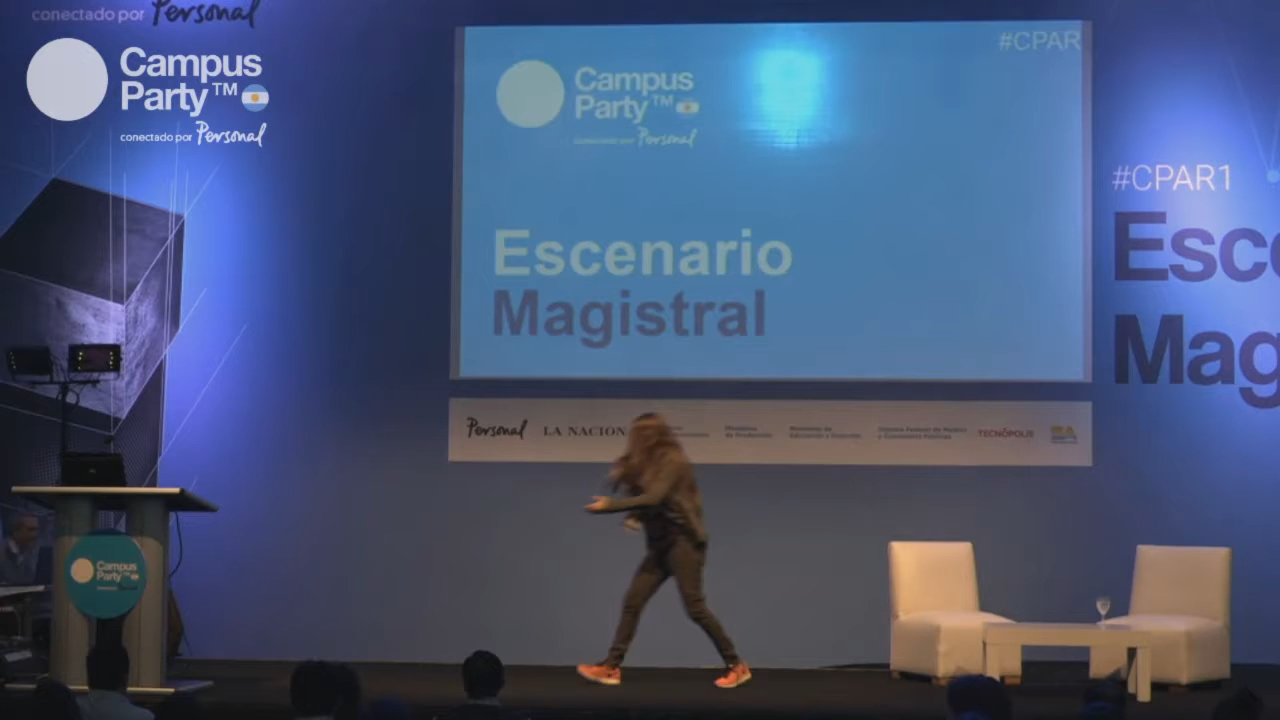 conectado por Personal
Campus
Party™
conectado por Personal
#CPAR
Campus
Party™
conectado por Personal
Escenario
Magistral
#CPAR1
Esce
Mag
Personal
LA NACION
TECNÓPOLIS
Campus
Party